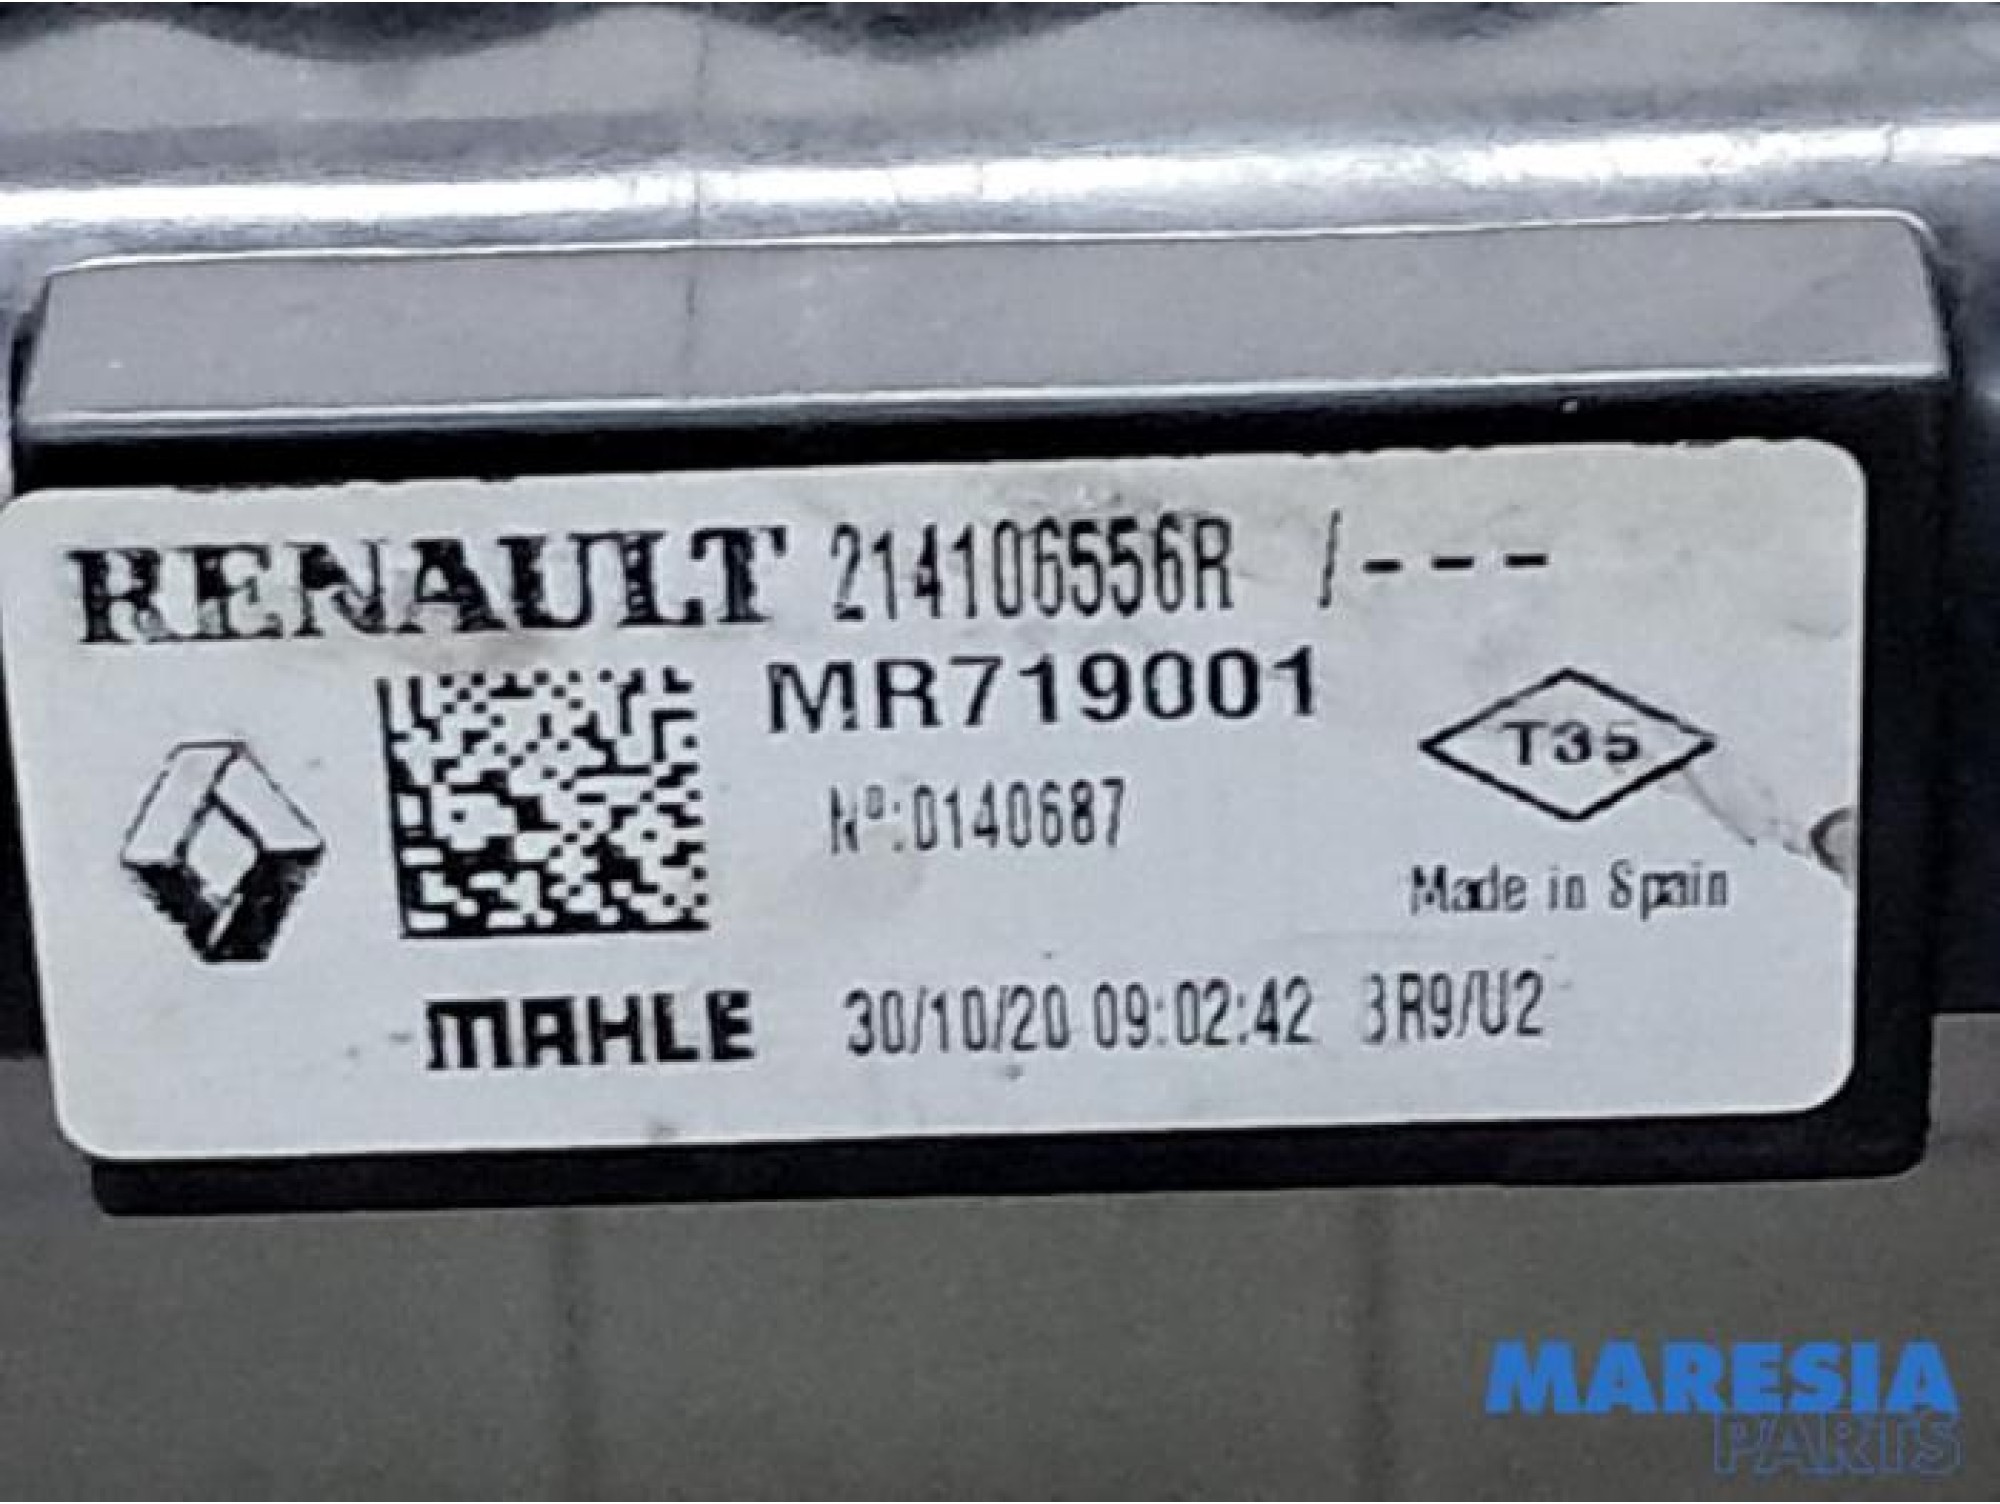 RENAULT 214106556R /---
MR719001
T35
Nº:0140687
Made in Spain
MAHLE 30/10/20 09:02:42 3R9/U2
MARESIA
PARTS